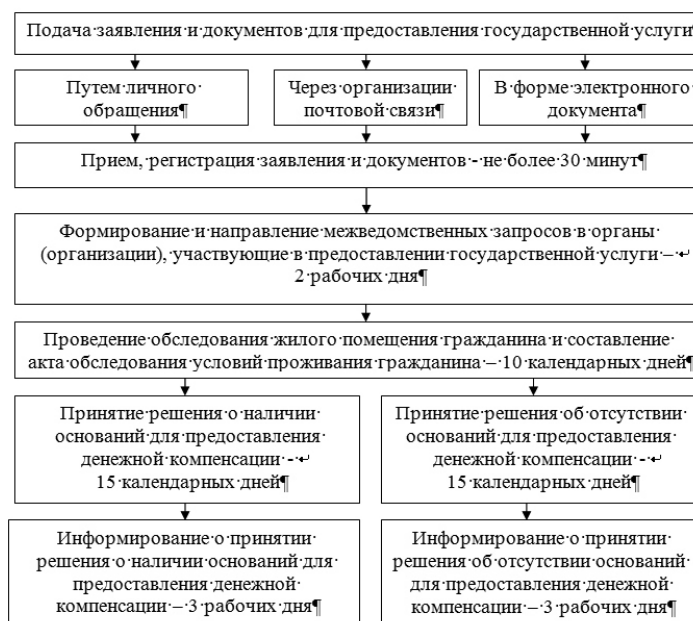 Подача заявления и документов для предоставления государственной услуги¶
Путем личного
обращения¶
Через организации
почтовой связи¶
В форме электронного
документа¶
Прием, регистрация заявления и документов - не более 30 минут¶
Формирование и направление межведомственных запросов в органы
(организации), участвующие в предоставлении государственной услуги – ↵
2 рабочих дня¶
Проведение обследования жилого помещения гражданина и составление
акта обследования условий проживания гражданина – 10 календарных дней¶
Принятие решения о наличии
оснований для предоставления
денежной компенсации - ↵
15 календарных дней¶
Принятие решения об отсутствии
оснований для предоставления
денежной компенсации - ↵
15 календарных дней¶
Информирование о принятии
решения о наличии оснований для
предоставления денежной
компенсации – 3 рабочих дня¶
Информирование о принятии
решения об отсутствии оснований
для предоставления денежной
компенсации – 3 рабочих дня¶